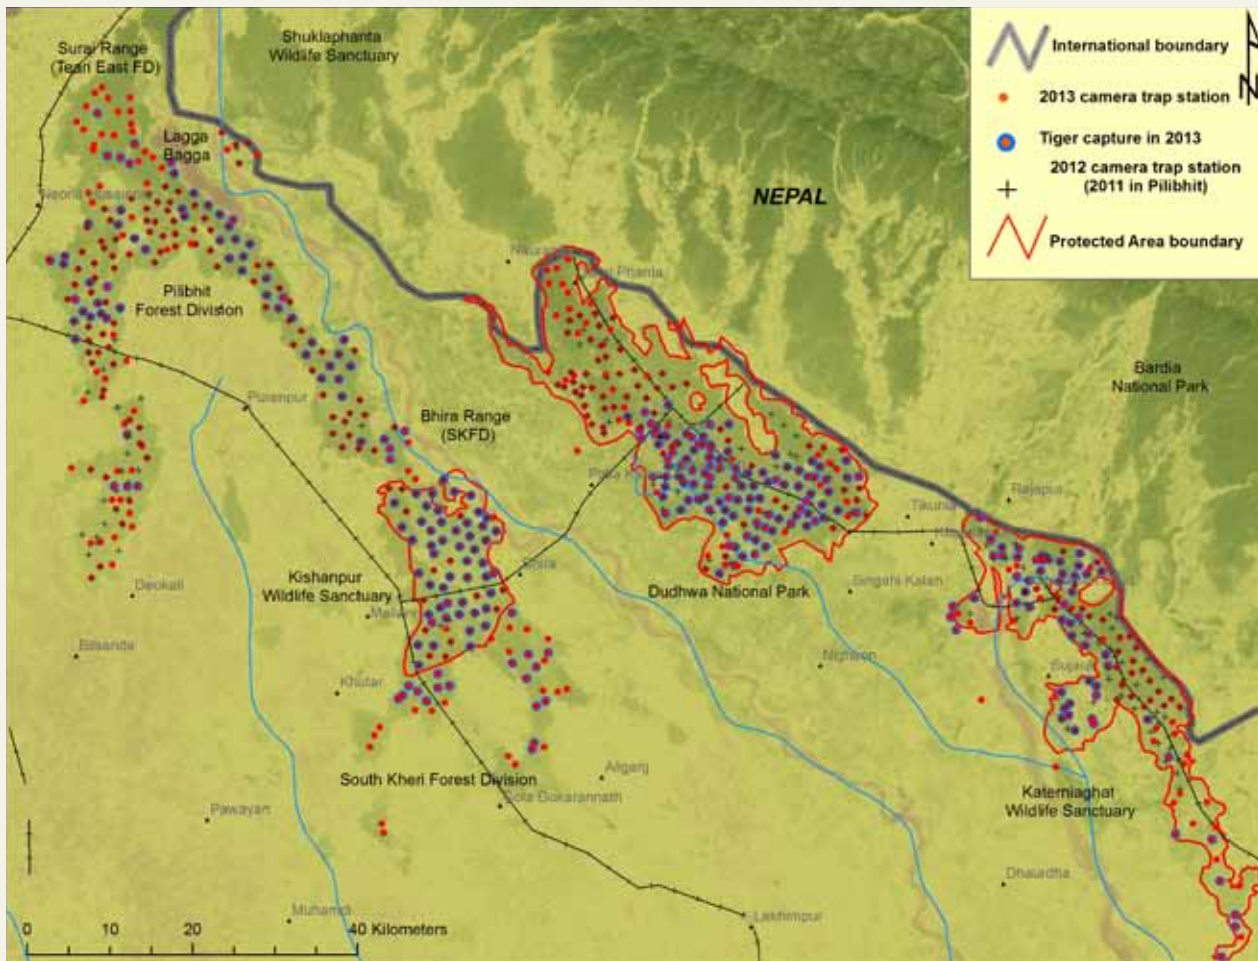 Surai Range
(Terai East FD)
Shuklaphanta
Wildlife Sanctuary
International boundary
2013 camera trap station
Tiger capture in 2013
2012 camera trap station
(2011 in Pilibhit)
Protected Area boundary
Lagga
Bagga
NEPAL
Pilibhit
Forest Division
Puranpur
Bhira Range
(SKFD)
Bardia
National Park
Tikunia
Rajapur
Kishanpur
Wildlife Sanctuary
Bhira
Dudhwa National Park
Singahi Kalan
Deokali
Bilsanda
Khutar
Nighasan
South Kheri Forest Division
Aliganj
Gola Gokarannath
Pawayan
Katerniaghat
Wildlife Sanctuary
Dhaurdha
Muhamdi
Lakhimpur
0 10 20 40 Kilometers